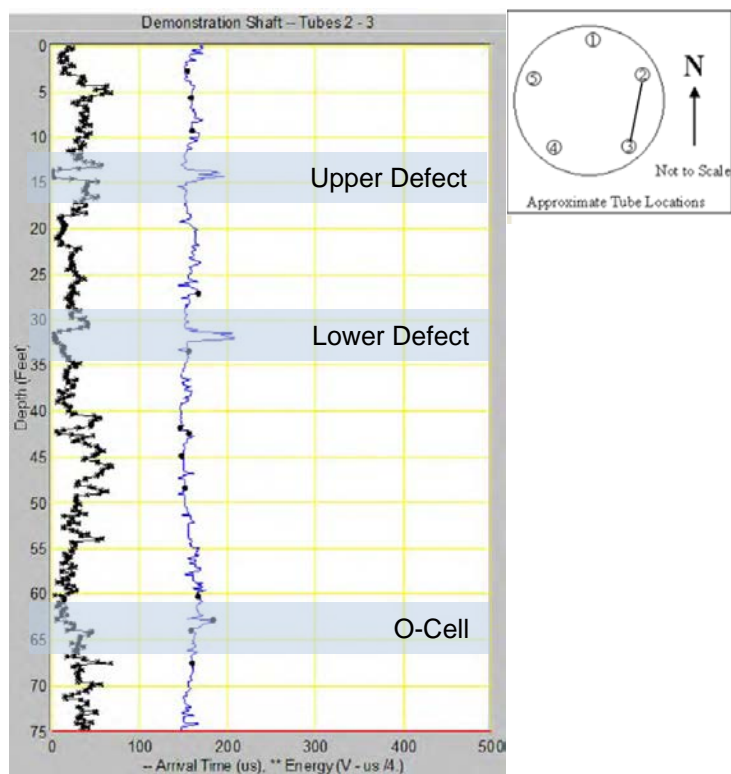 Demonstration Shaft -- Tubes 2 - 3
0
5
10
Upper Defect
15
20
25
30
Lower Defect
35
Depth (Feet)
40
45
50
55
60
O-Cell
65
70
75
0 100 200 300 400 500
-- Arrival Time (us), ** Energy (V - us /4.)
1
2
3
4
5
N
Not to Scale
Approximate Tube Locations